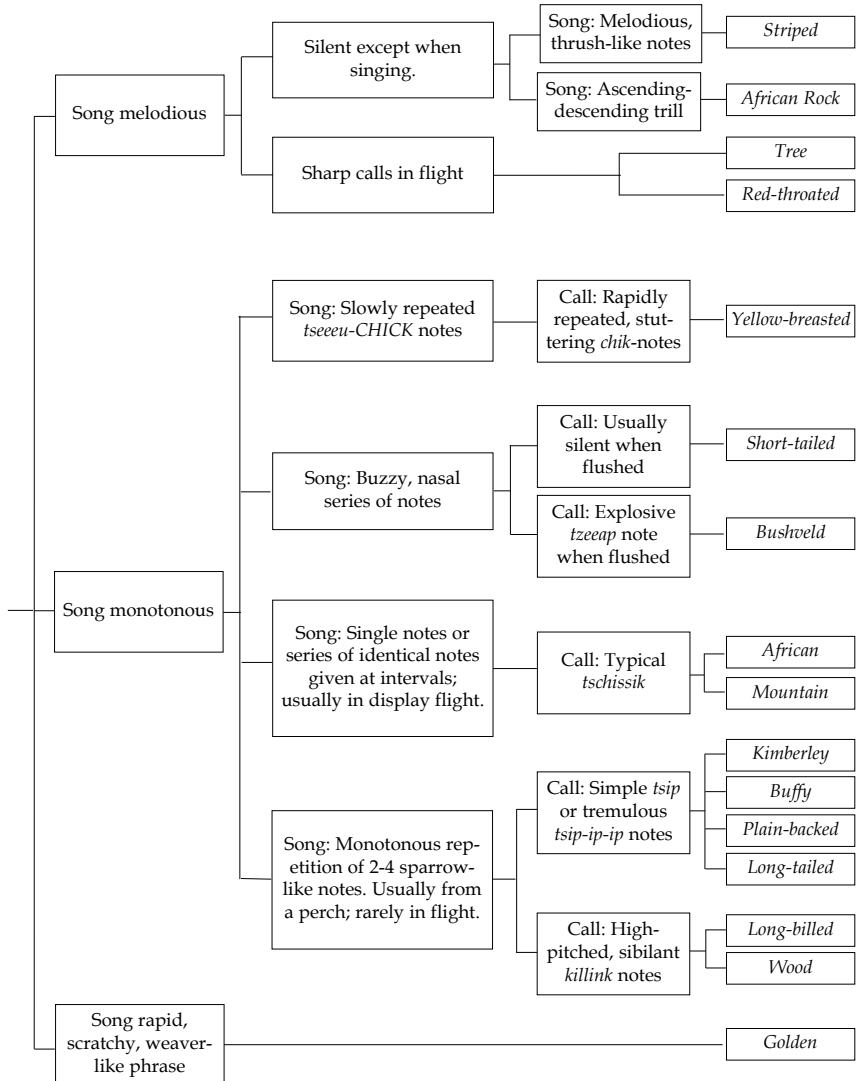 Song melodious
Silent except when
singing.
Song: Melodious,
thrush-like notes
Striped
Song: Ascending-
descending trill
African Rock
Sharp calls in flight
Tree
Red-throated
Song monotonous
Song: Slowly repeated
tseeeu-CHICK notes
Call: Rapidly
repeated, stut-
tering chik-notes
Yellow-breasted
Song: Buzzy, nasal
series of notes
Call: Usually
silent when
flushed
Short-tailed
Call: Explosive
tzeeap note
when flushed
Bushveld
Song: Single notes or
series of identical notes
given at intervals;
usually in display flight.
Call: Typical
tschissik
African
Mountain
Song: Monotonous rep-
etition of 2-4 sparrow-
like notes. Usually from
a perch; rarely in flight.
Call: Simple tsip
or tremulous
tsip-ip-ip notes
Kimberley
Buffy
Plain-backed
Long-tailed
Call: High-
pitched, sibilant
killink notes
Long-billed
Wood
Song rapid,
scratchy, weaver-
like phrase
Golden